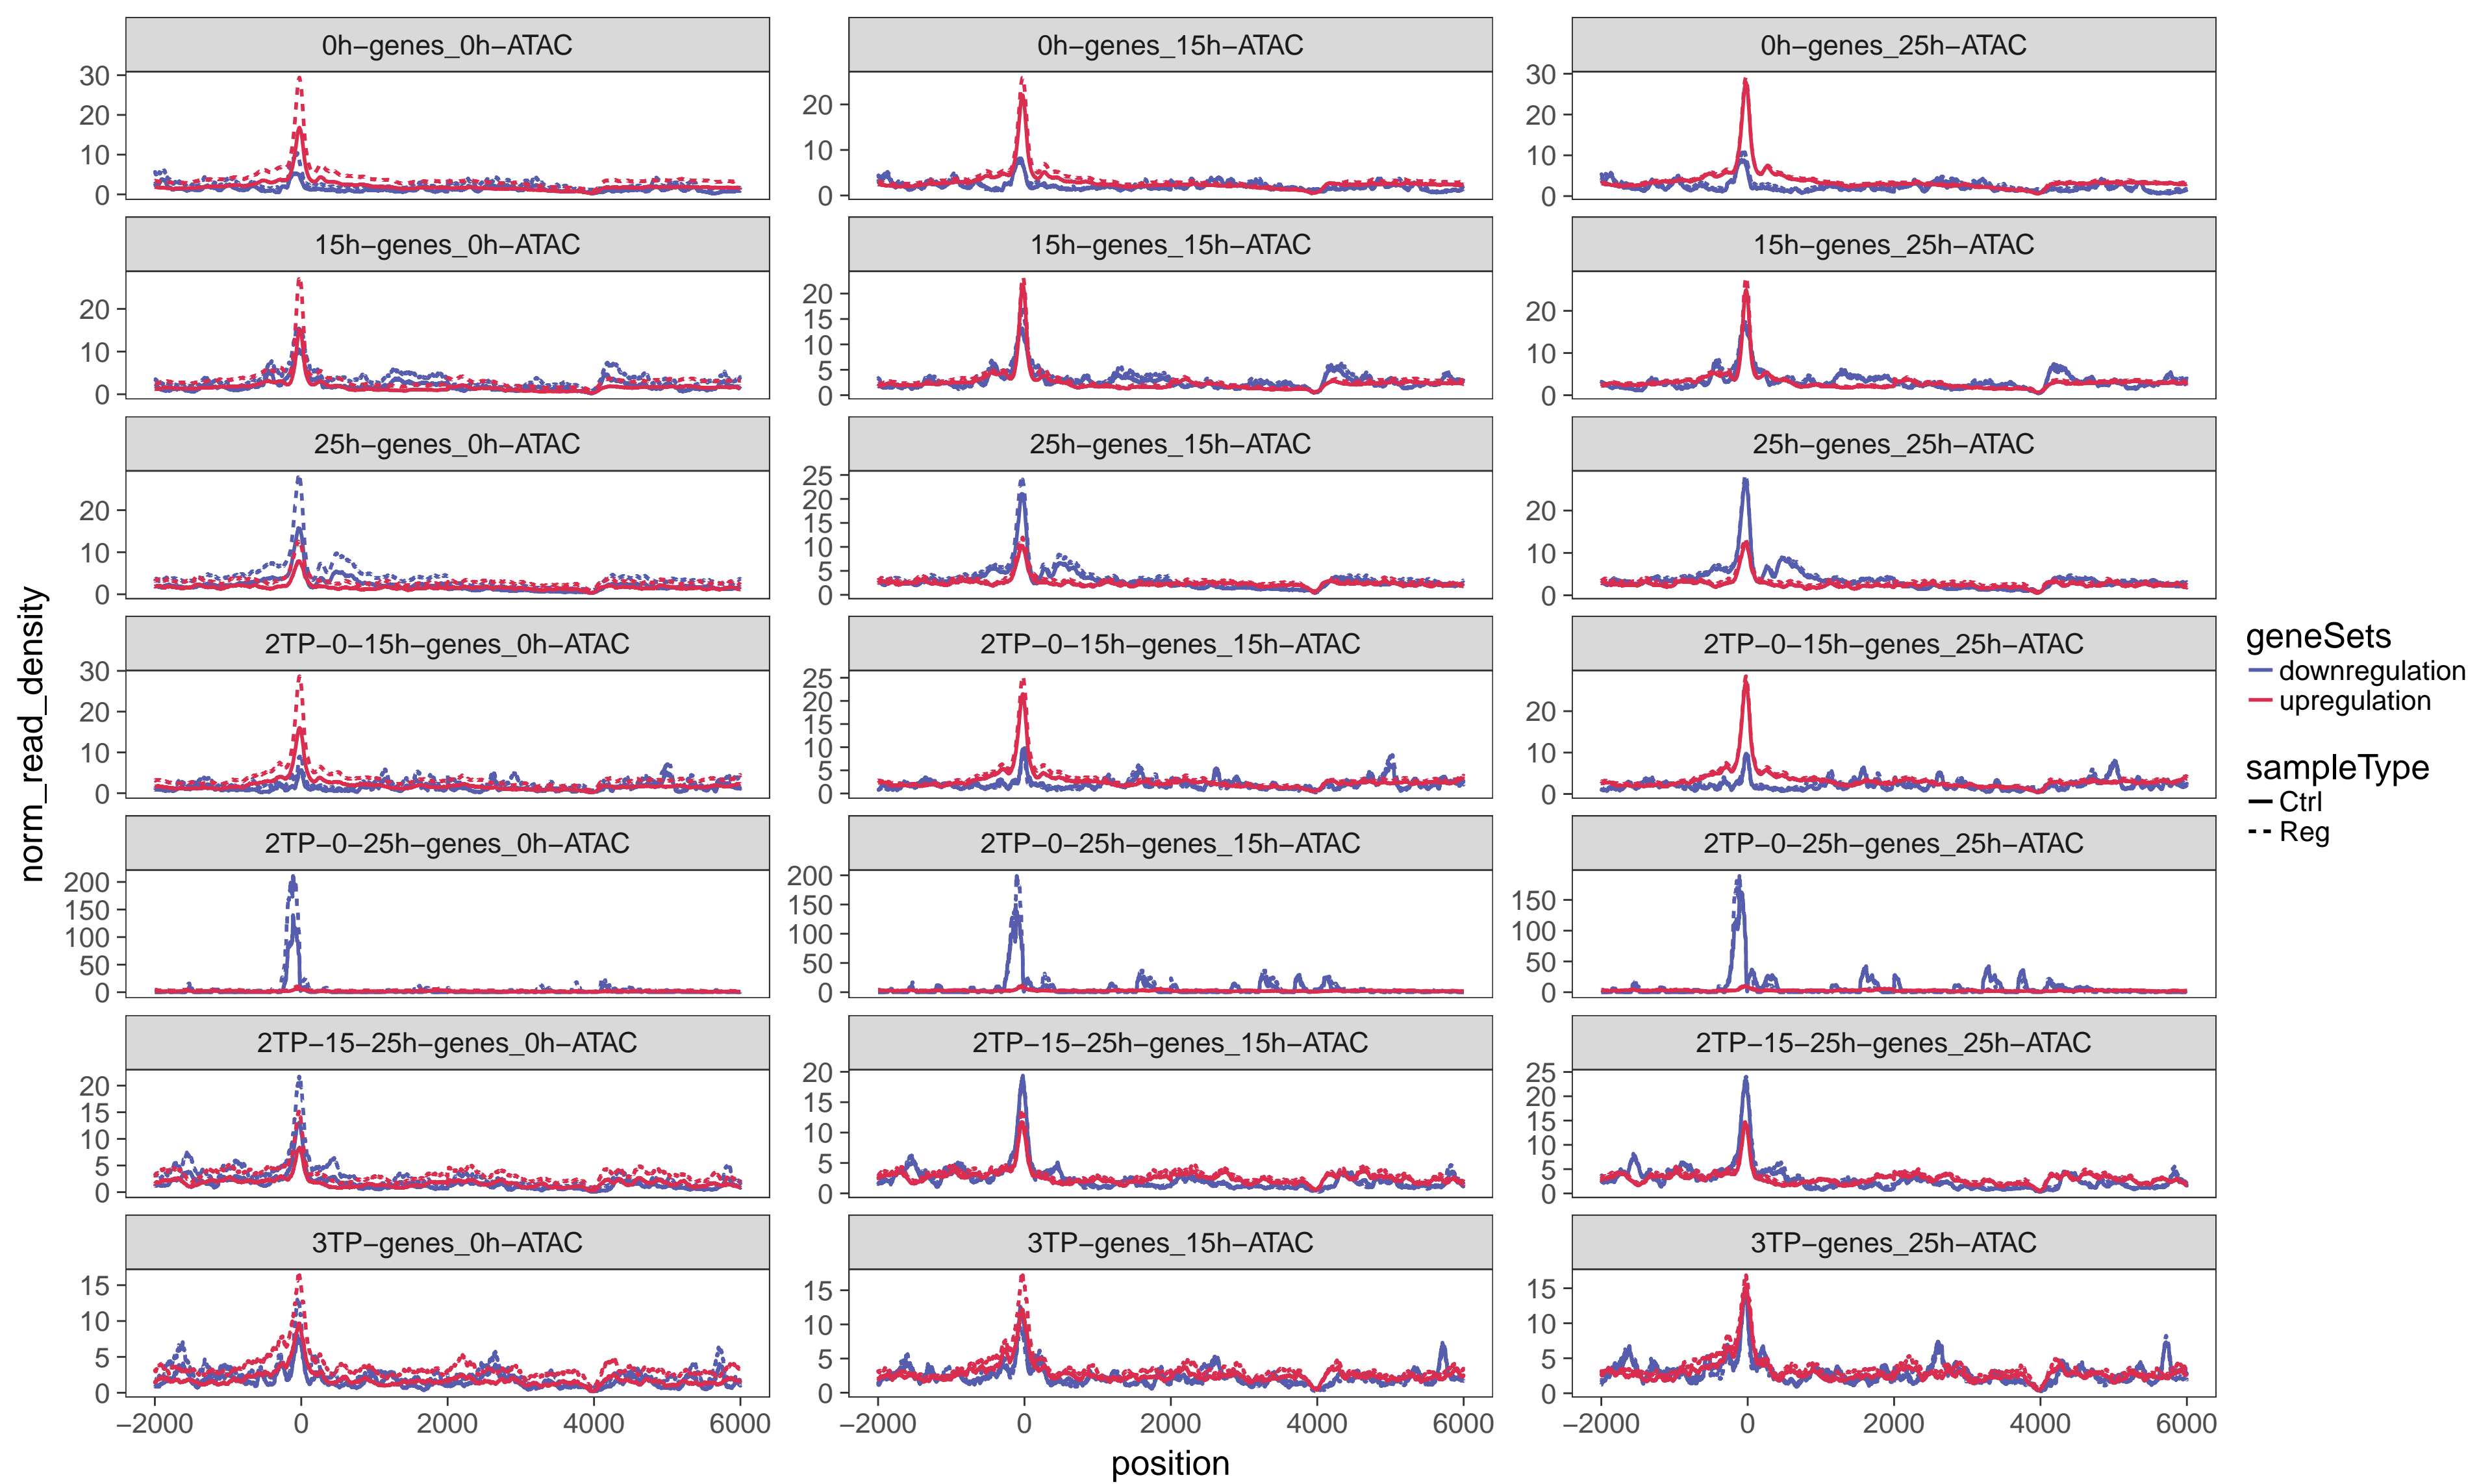 0h−genes_0h−ATAC
0h−genes_15h−ATAC
0h−genes_25h−ATAC
30
20
10
0
20
10
0
30
20
10
0
15h−genes_0h−ATAC
15h−genes_15h−ATAC
15h−genes_25h−ATAC
20
10
0
20
15
10
5
0
20
10
0
25h−genes_0h−ATAC
25h−genes_15h−ATAC
25h−genes_25h−ATAC
20
10
0
25
20
15
10
5
0
20
10
0
2TP−0−15h−genes_0h−ATAC
2TP−0−15h−genes_15h−ATAC
2TP−0−15h−genes_25h−ATAC
30
20
10
0
25
20
15
10
5
0
20
10
0
2TP−0−25h−genes_0h−ATAC
2TP−0−25h−genes_15h−ATAC
2TP−0−25h−genes_25h−ATAC
200
150
100
50
0
200
150
100
50
0
150
100
50
0
2TP−15−25h−genes_0h−ATAC
2TP−15−25h−genes_15h−ATAC
2TP−15−25h−genes_25h−ATAC
20
15
10
5
0
20
15
10
5
0
25
20
15
10
5
0
3TP−genes_0h−ATAC
3TP−genes_15h−ATAC
3TP−genes_25h−ATAC
15
10
5
0
15
10
5
0
15
10
5
0
−2000 0 2000 4000 6000
−2000 0 2000 4000 6000
−2000 0 2000 4000 6000
position
norm_read_density
geneSets
downregulation
upregulation
sampleType
Ctrl
Reg